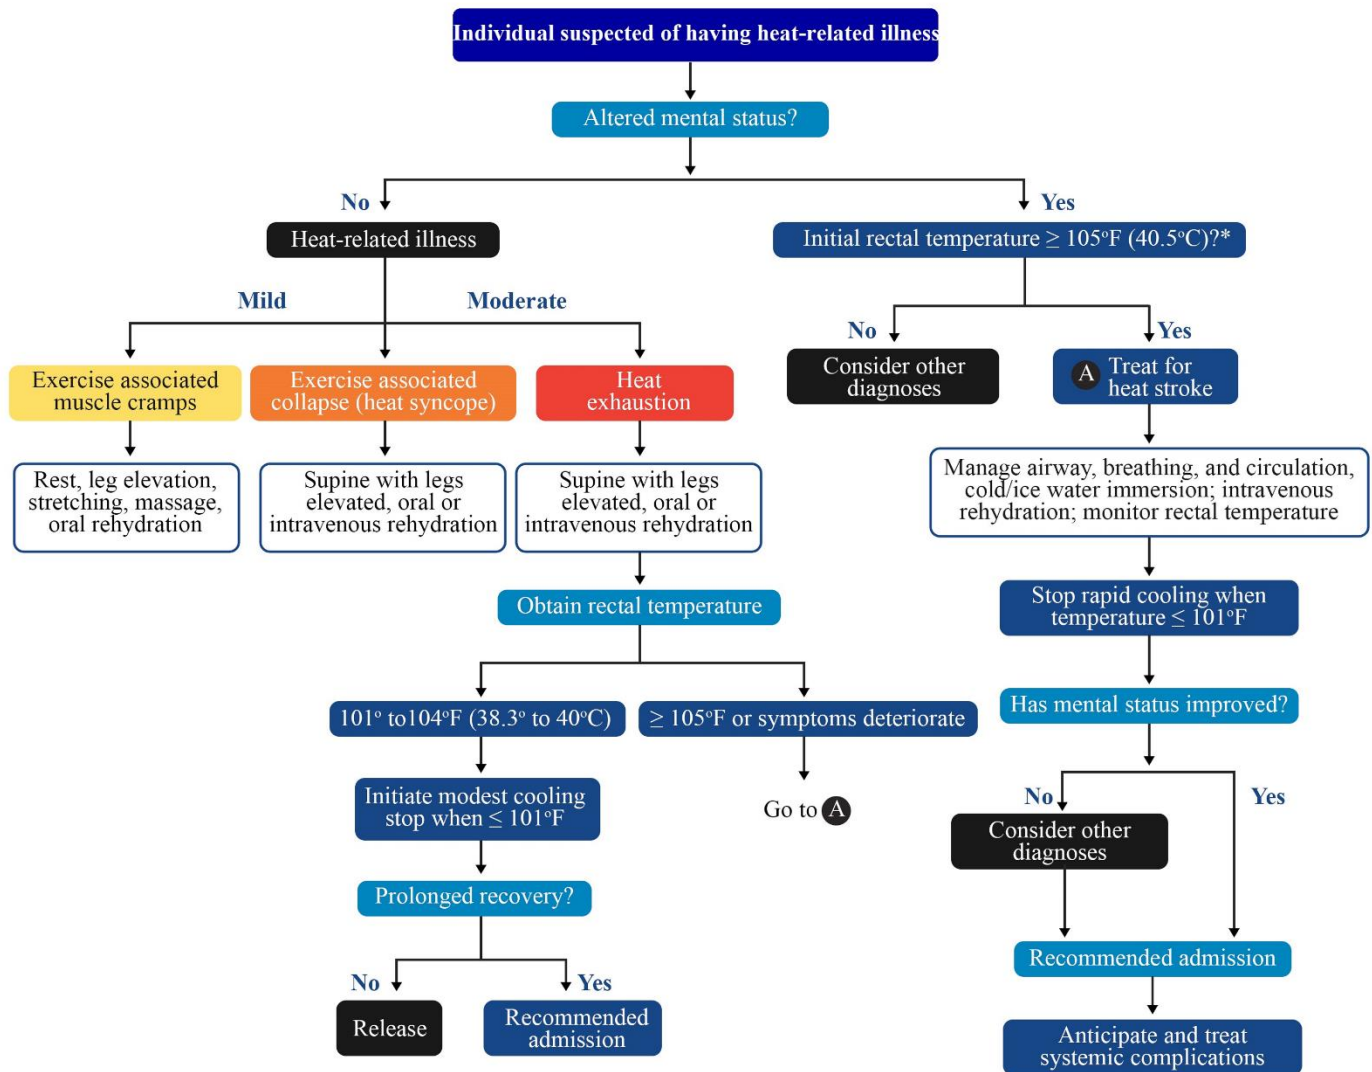 Individual suspected of having heat-related illness
Altered mental status?
No
Yes
Heat-related illness
Initial rectal temperature ≥ 105°F (40.5°C)?*
Mild
Moderate
No
Yes
Exercise associated
muscle cramps
Exercise associated
collapse (heat syncope)
Heat
exhaustion
Consider other
diagnoses
A Treat for
heat stroke
Rest, leg elevation,
stretching, massage,
oral rehydration
Supine with legs
elevated, oral or
intravenous rehydration
Supine with legs
elevated, oral or
intravenous rehydration
Manage airway, breathing, and circulation,
cold/ice water immersion; intravenous
rehydration; monitor rectal temperature
Obtain rectal temperature
Stop rapid cooling when
temperature ≤ 101°F
101° to104°F (38.3° to 40°C)
≥ 105°F or symptoms deteriorate
Has mental status improved?
Initiate modest cooling
stop when ≤ 101°F
Go to A
No
Yes
Consider other
diagnoses
Prolonged recovery?
Recommended admission
No
Yes
Release
Recommended
admission
Anticipate and treat
systemic complications